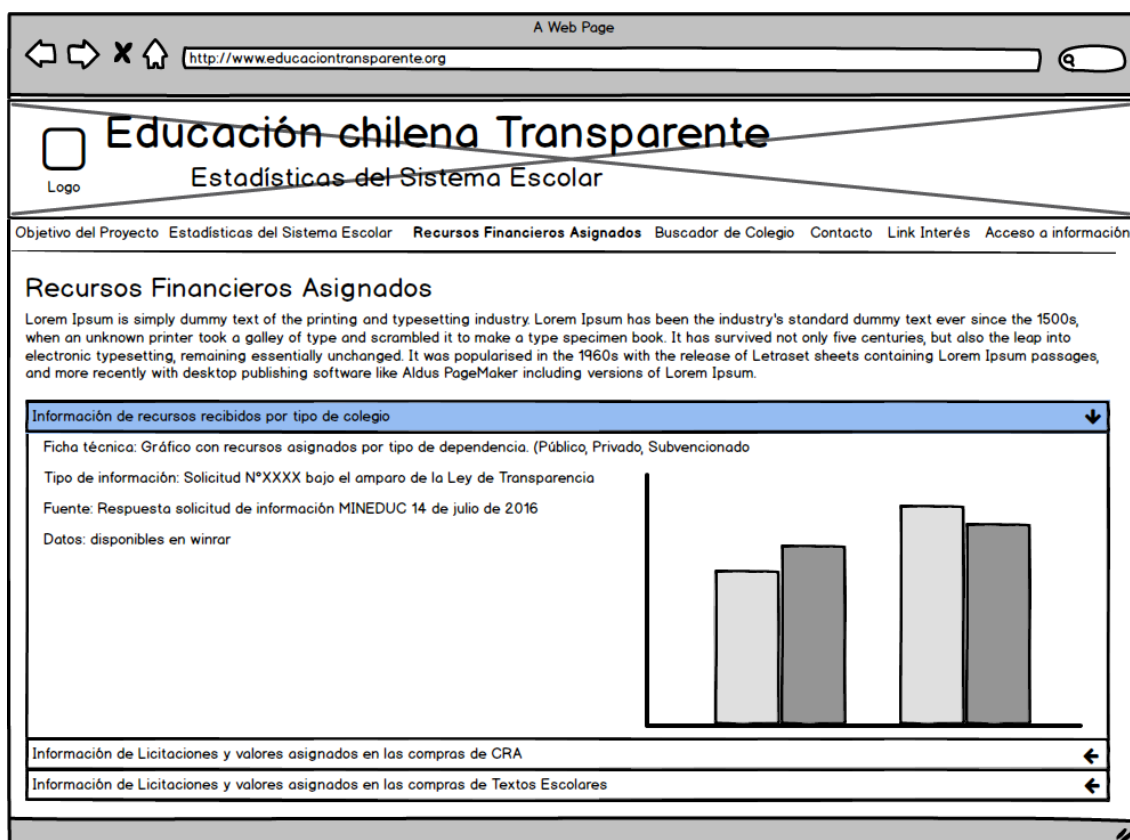 A Web Page
http://www.educaciontransparente.org
Educación chilena Transparente
Logo
Estadísticas del Sistema Escolar
Objetivo del Proyecto Estadísticas del Sistema Escolar Recursos Financieros Asignados Buscador de Colegio Contacto Link Interés Acceso a información
Recursos Financieros Asignados
Lorem Ipsum is simply dummy text of the printing and typesetting industry. Lorem Ipsum has been the industry's standard dummy text ever since the 1500s,
when an unknown printer took a galley of type and scrambled it to make a type specimen book. It has survived not only five centuries, but also the leap into
electronic typesetting, remaining essentially unchanged. It was popularised in the 1960s with the release of Letraset sheets containing Lorem Ipsum passages,
and more recently with desktop publishing software like Aldus PageMaker including versions of Lorem Ipsum.
Información de recursos recibidos por tipo de colegio
Ficha técnica: Gráfico con recursos asignados por tipo de dependencia. (Público, Privado, Subvencionado
Tipo de información: Solicitud N°XXXX bajo el amparo de la Ley de Transparencia
Fuente: Respuesta solicitud de información MINEDUC 14 de julio de 2016
Datos: disponibles en winrar
Información de Licitaciones y valores asignados en las compras de CRA
Información de Licitaciones y valores asignados en las compras de Textos Escolares